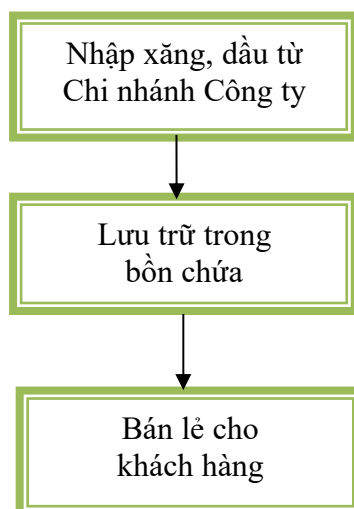 Nhập xăng, dầu từ
Chi nhánh Công ty
Lưu trữ trong
bồn chứa
Bán lẻ cho
khách hàng